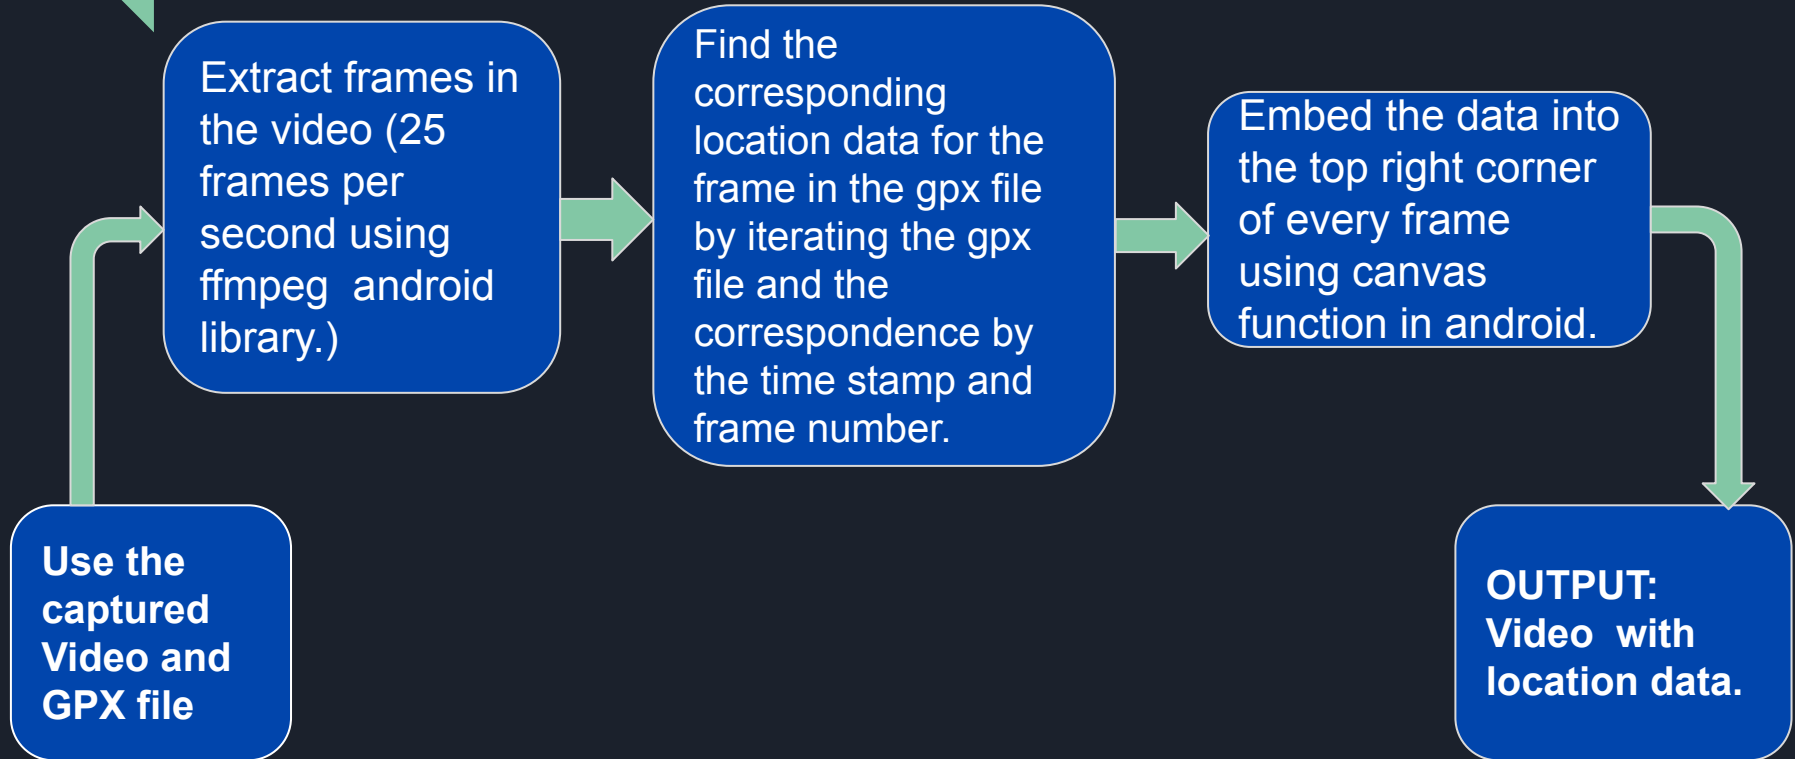 Use the
captured
Video and
GPX file
Extract frames in
the video (25
frames per
second using
ffmpeg android
library.)
Find the
corresponding
location data for the
frame in the gpx file
by iterating the gpx
file and the
correspondence by
the time stamp and
frame number.
Embed the data into
the top right corner
of every frame
using canvas
function in android.
OUTPUT:
Video with
location data.